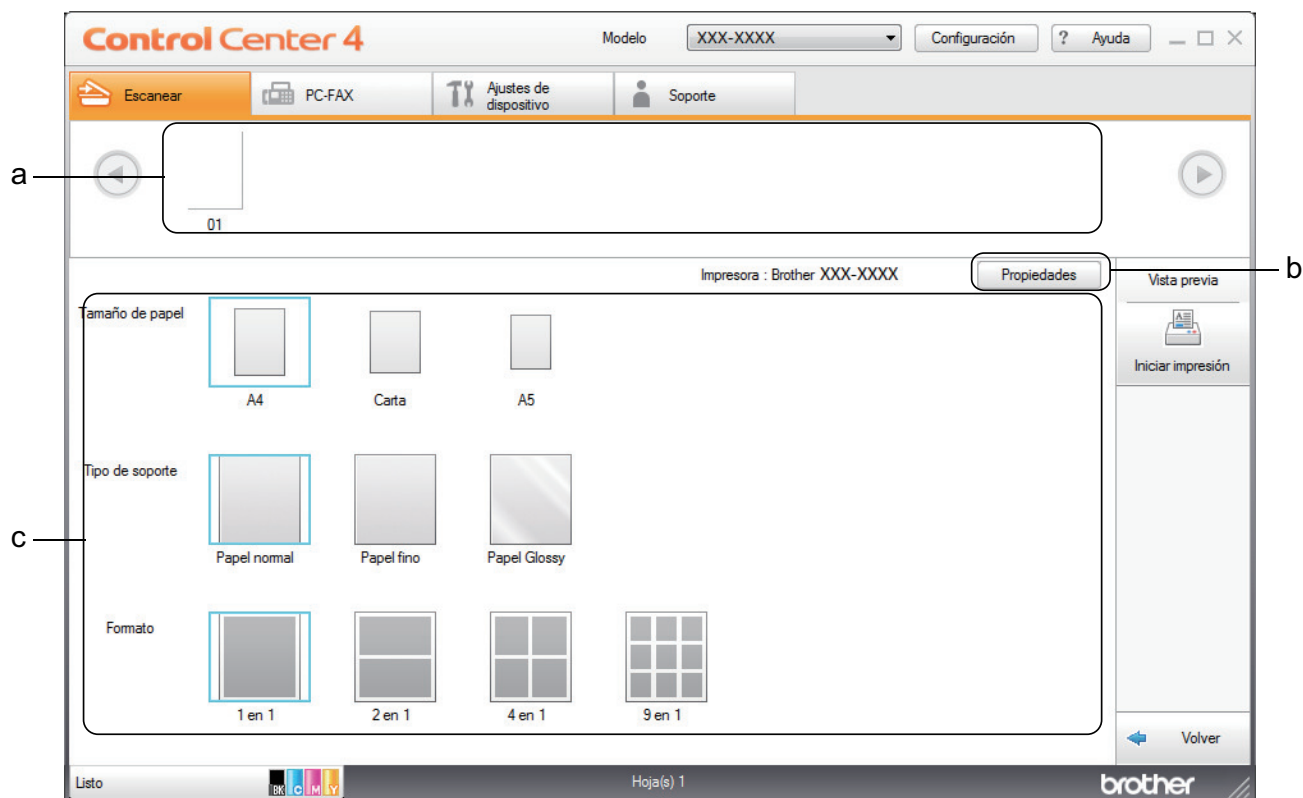 Control Center 4
Modelo
XXX-XXXX
Configuración
? Ayuda
Escanear
PC-FAX
Ajustes de
dispositivo
Soporte
a
01
Impresora : Brother XXX-XXXX
Propiedades
b
Vista previa
Tamaño de papel
A4
Carta
A5
Iniciar impresión
Tipo de soporte
c
Papel normal
Papel fino
Papel Glossy
Formato
1 en 1
2 en 1
4 en 1
9 en 1
Volver
Listo
BK C M Y
Hoja(s) 1
brother